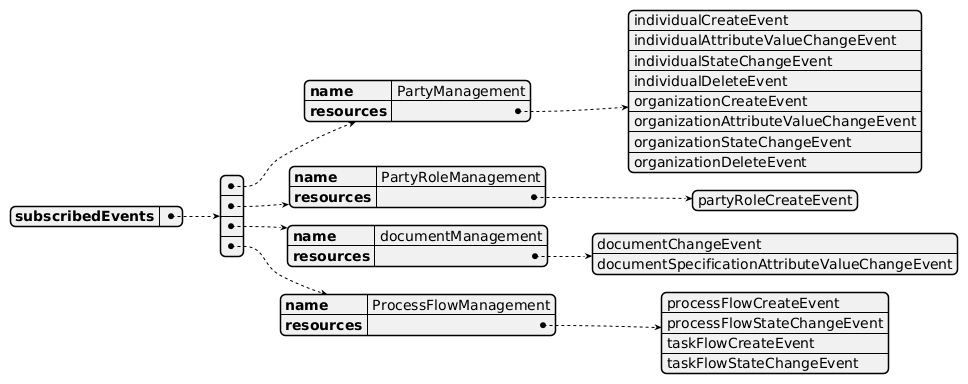 subscribedEvents
name PartyManagement
resources
individualCreateEvent
individualAttributeValueChangeEvent
individualStateChangeEvent
individualDeleteEvent
organizationCreateEvent
organizationAttributeValueChangeEvent
organizationStateChangeEvent
organizationDeleteEvent
name PartyRoleManagement
resources
partyRoleCreateEvent
name documentManagement
resources
documentChangeEvent
documentSpecificationAttributeValueChangeEvent
name ProcessFlowManagement
resources
processFlowCreateEvent
processFlowStateChangeEvent
taskFlowCreateEvent
taskFlowStateChangeEvent